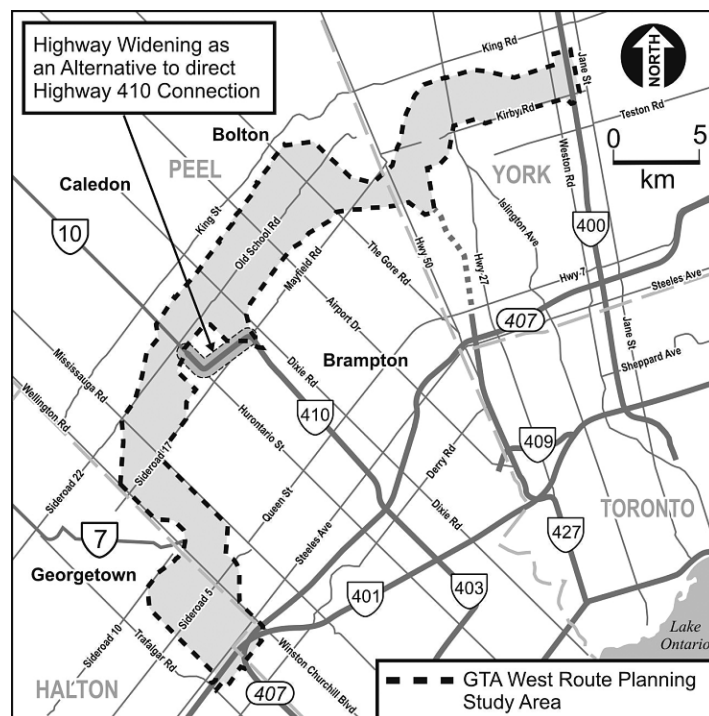 Highway Widening as
an Alternative to direct
Highway 410 Connection
NORTH
King Rd
Jane St
Kirby Rd
Teston Rd
0 5
km
Bolton
PEEL
YORK
Weston Rd
Caledon
10
King St
Old School Rd
Mayfield Rd
The Gore Rd
Hwy 50
Hwy 27
Islington Ave
400
Hwy 7
Steeles Ave
407
Airport Dr
Jane St
Sheppard Ave
Brampton
Dixie Rd
410
Mississauga Rd
Wellington Rd
Hurontario St
Sideroad 17
Sideroad 22
Queen St
Derry Rd
409
Steeles Ave
Dixie Rd
TORONTO
427
7
Georgetown
401
403
Sideroad 5
Sideroad 10
Trafalgar Rd
Winston Churchill Blvd
Lake
Ontario
HALTON
407
GTA West Route Planning
Study Area